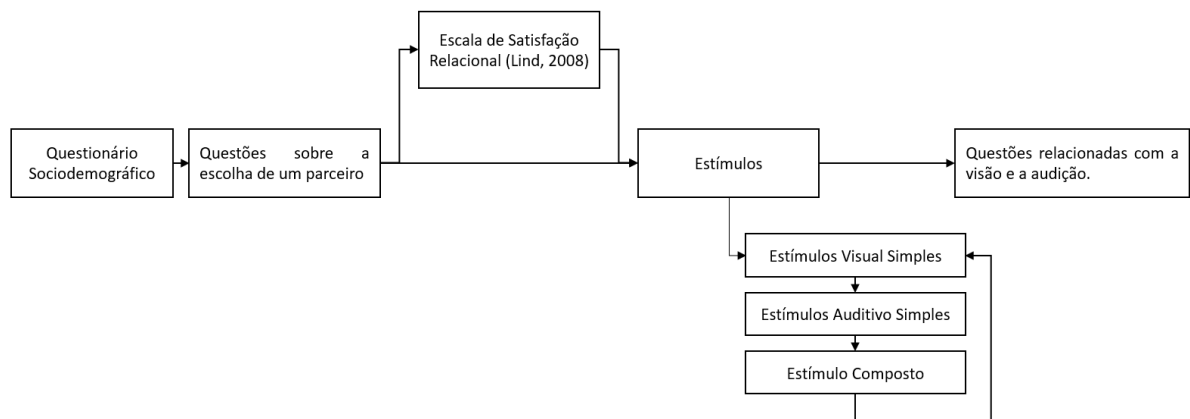 Escala de Satisfação
Relacional (Lind, 2008)
Questionário
Sociodemográfico
Questões sobre a
escolha de um parceiro
Estímulos
Questões relacionadas com a
visão e a audição.
Estímulos Visual Simples
Estímulos Auditivo Simples
Estímulo Composto